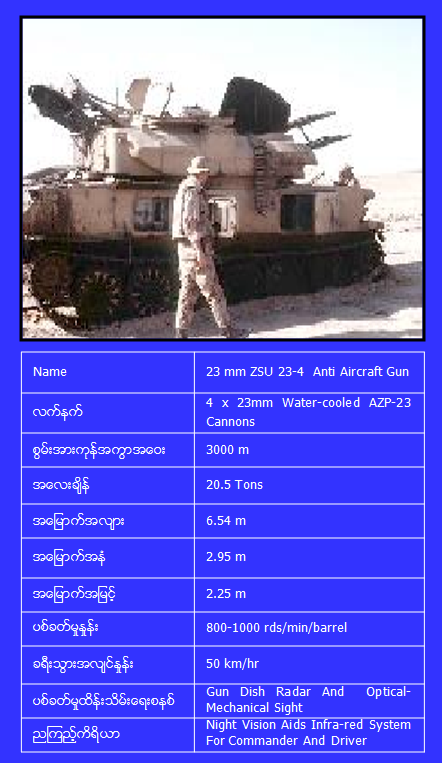 Name
23 mm ZSU 23-4 Anti Aircraft Gun
လက်နက်
4 x 23mm Water-cooled AZP-23
Cannons
စွမ်းအားကုန်အကွာအဝေး
3000 m
အလေးချိန်
20.5 Tons
အမြောက်အလျား
6.54 m
အမြောက်အနံ
2.95 m
အမြောက်အမြင့်
2.25 m
ပစ်ခတ်မှုနှုန်း
800-1000 rds/min/barrel
ခရီးသွားအလျင်နှုန်း
50 km/hr
ပစ်ခတ်မှုထိန်းသိမ်းရေးစနစ်
Gun Dish Radar And Optical-
Mechanical Sight
ညကြည့်ကိရိယာ
Night Vision Aids Infra-red System
For Commander And Driver